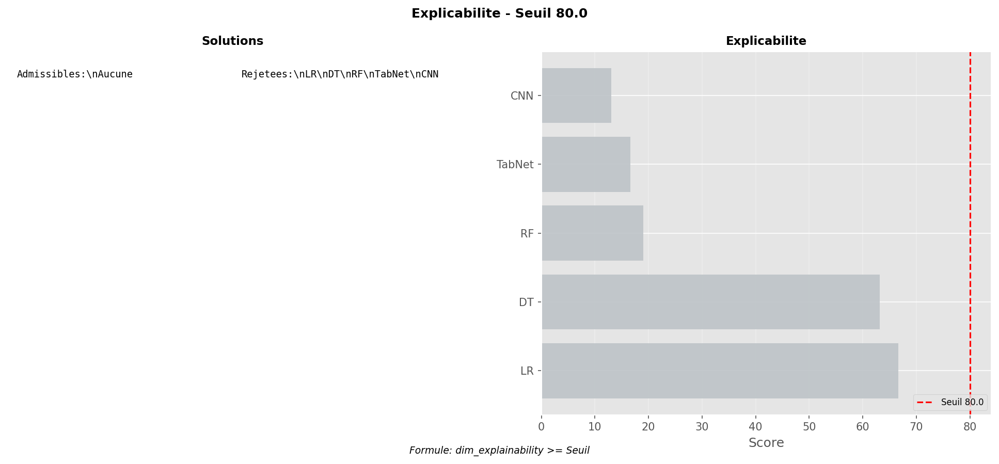 Explicabilite - Seuil 80.0
Solutions
Admissibles:\nAucune
Rejetees:\nLR\nDT\nRF\nTabNet\nCNN
Explicabilite
CNN
TabNet
RF
DT
LR
Seuil 80.0
0 10 20 30 40 50 60 70 80
Score
Formule: dim_explainability >= Seuil